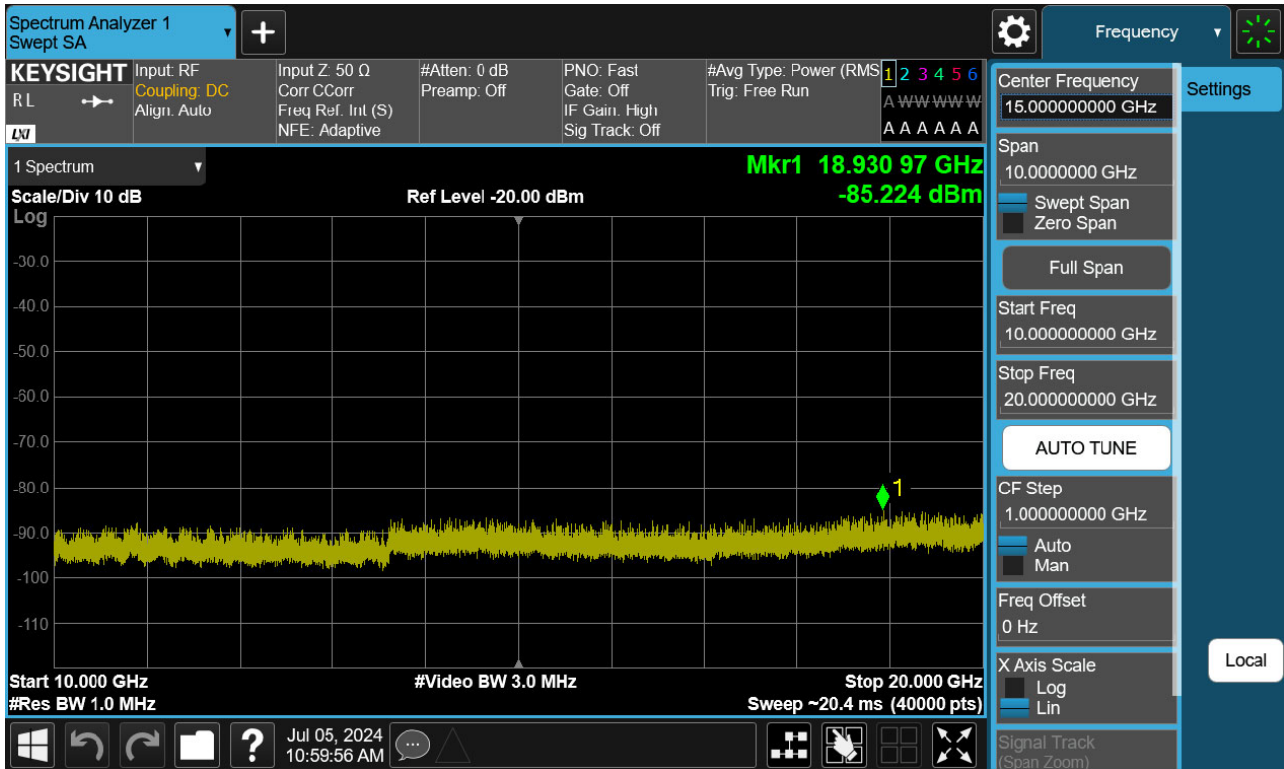 Spectrum Analyzer 1
Swept SA
+
Frequency
KEYSIGHT
RL
LXI
Input: RF
Coupling: DC
Align: Auto
Input Z: 50 Ω
Corr CCorr
Freq Ref: Int (S)
NFE: Adaptive
#Atten: 0 dB
Preamp: Off
PNO: Fast
Gate: Off
IF Gain: High
Sig Track: Off
#Avg Type: Power (RMS
Trig: Free Run
1 2 3 4 5 6
A W W W W W
A A A A A A
1 Spectrum
Scale/Div 10 dB
Log
Ref Level -20.00 dBm
Mkr1 18.930 97 GHz
-85.224 dBm
-30.0
-40.0
-50.0
-60.0
-70.0
-80.0
-90.0
-100
-110
1
Start 10.000 GHz
#Res BW 1.0 MHz
#Video BW 3.0 MHz
Stop 20.000 GHz
Sweep ~20.4 ms (40000 pts)
Center Frequency
15.000000000 GHz
Span
10.0000000 GHz
Swept Span
Zero Span
Full Span
Start Freq
10.000000000 GHz
Stop Freq
20.000000000 GHz
AUTO TUNE
CF Step
1.000000000 GHz
Auto
Man
Freq Offset
0 Hz
X Axis Scale
Log
Lin
Signal Track
(Span Zoom)
Settings
Local
?
Jul 05, 2024
10:59:56 AM